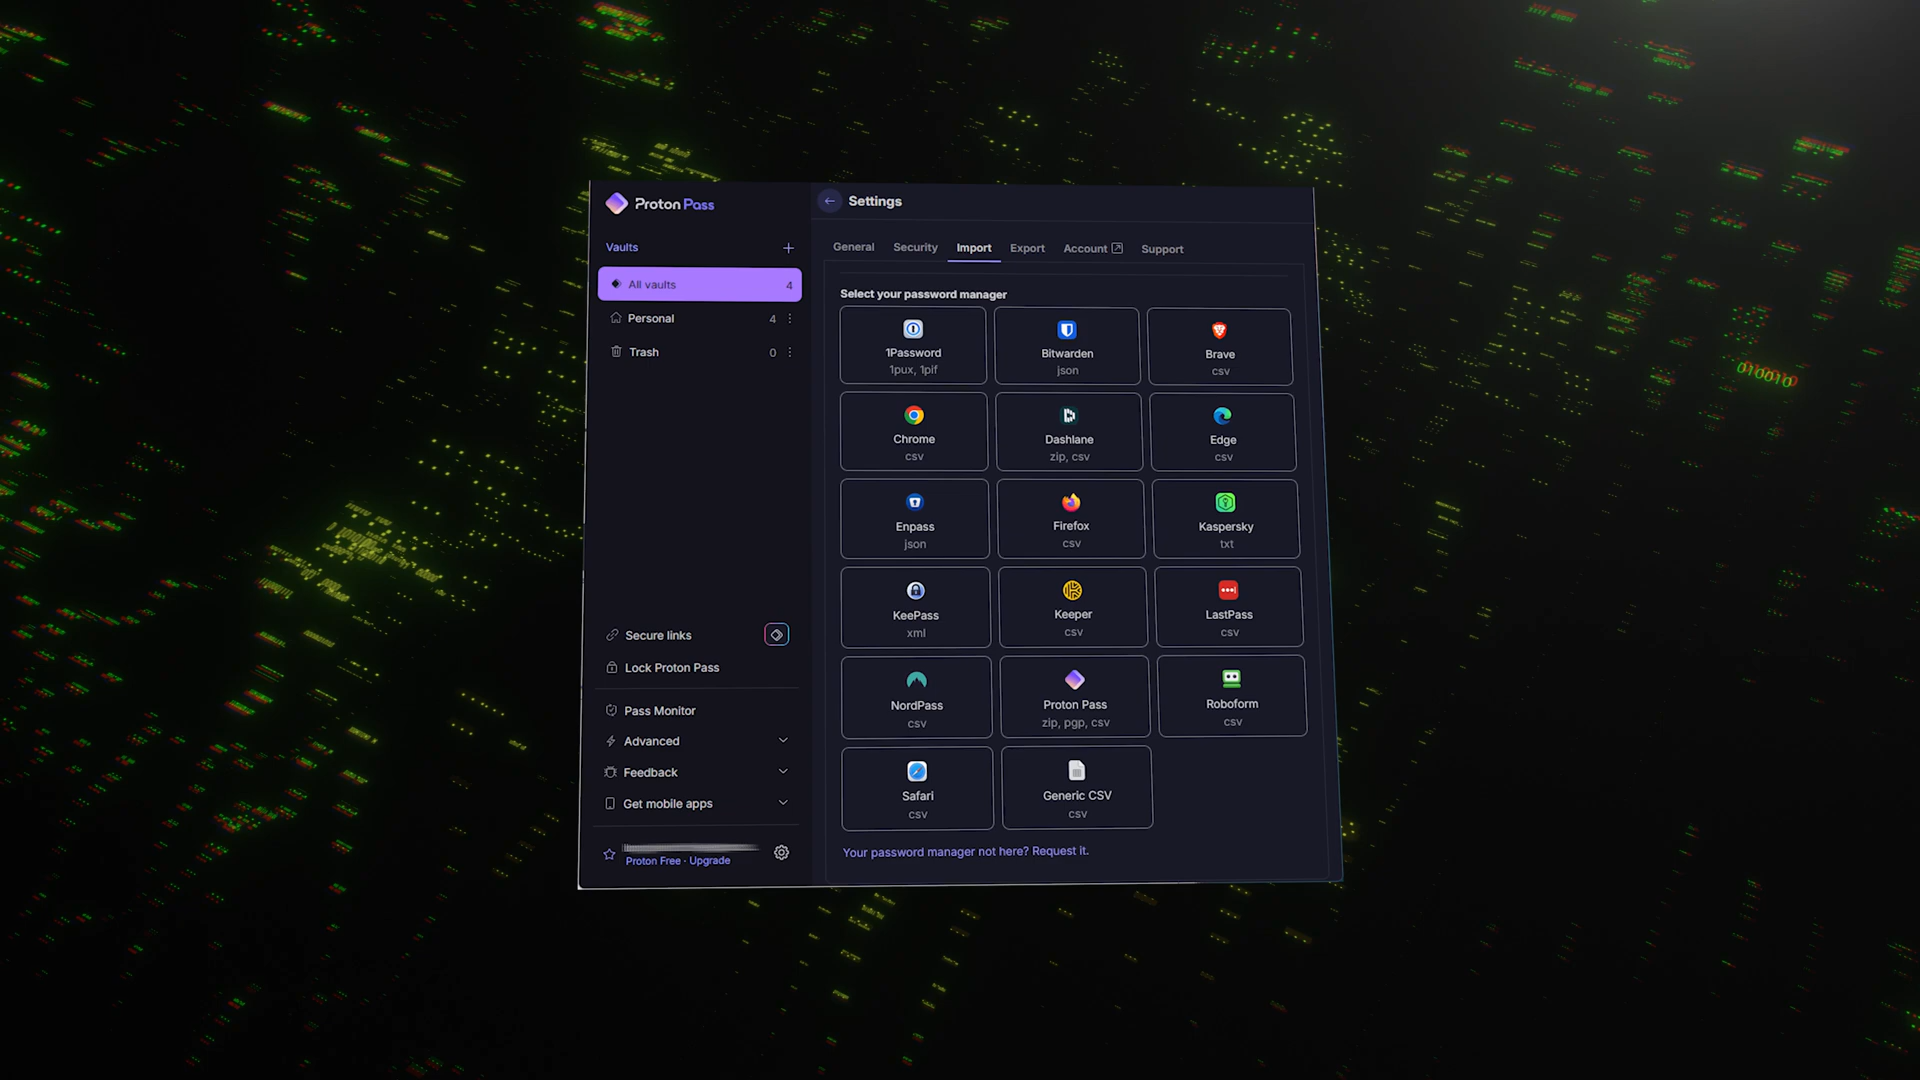 Proton Pass
Vaults
All vaults 4
Personal 4
Trash 0
Secure links
Lock Proton Pass
Pass Monitor
Advanced
Feedback
Get mobile apps
Proton Free · Upgrade
Settings
General Security Import Export Account Support
Select your password manager
1Password
1pux, 1pif
Bitwarden
json
Brave
csv
Chrome
csv
Dashlane
zip, csv
Edge
csv
Enpass
json
Firefox
csv
Kaspersky
txt
KeePass
xml
Keeper
csv
LastPass
csv
NordPass
csv
Proton Pass
zip, pgp, csv
Roboform
csv
Safari
csv
Generic CSV
csv
Your password manager not here? Request it.
010010